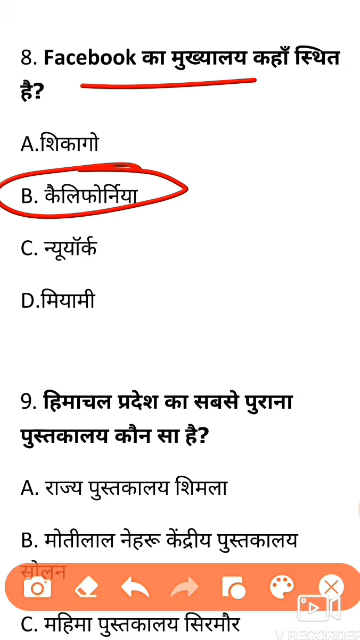 8. Facebook का मुख्यालय कहाँ स्थित
है?
A.शिकागो
B. कैलिफोर्निया
C. न्यूयॉर्क
D.मियामी
9. हिमाचल प्रदेश का सबसे पुराना
पुस्तकालय कौन सा है?
A. राज्य पुस्तकालय शिमला
B. मोतीलाल नेहरू केंद्रीय पुस्तकालय
सोलन
C. महिमा पुस्तकालय सिरमौर
V RECORDER